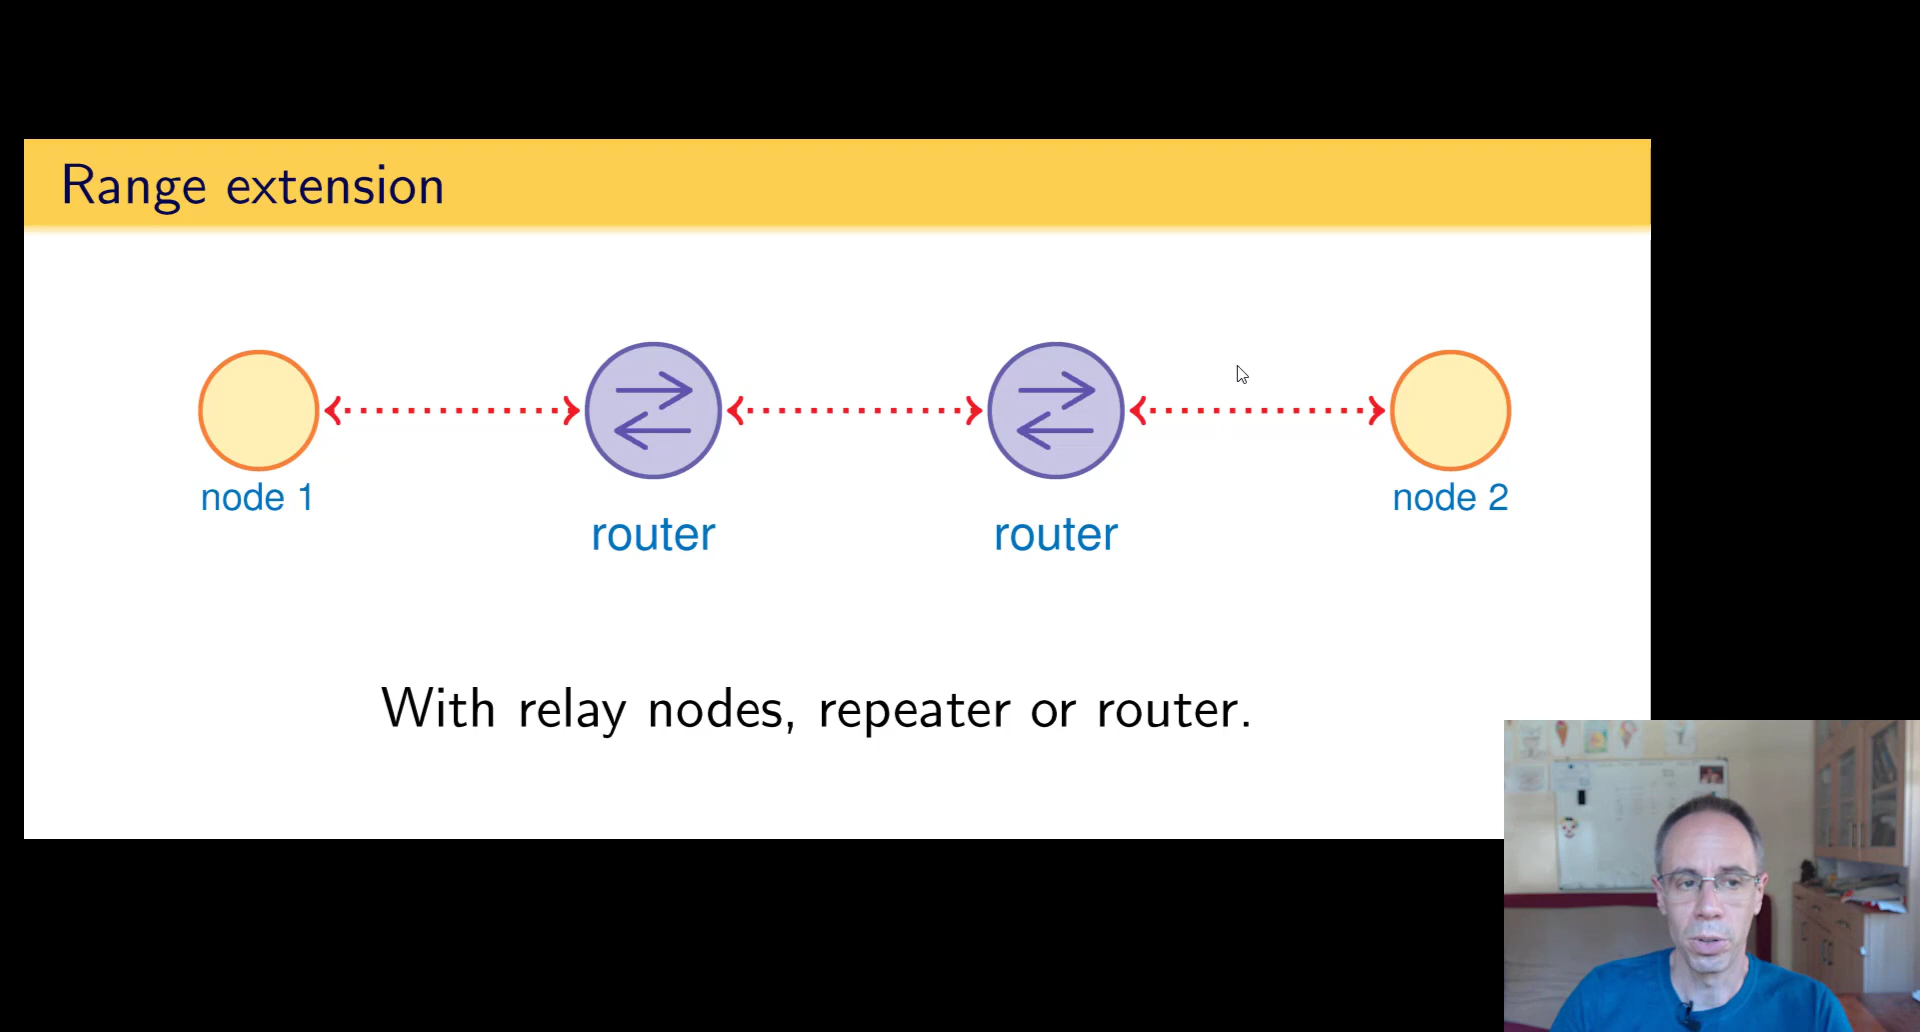 Range extension
node 1
router
router
node 2
With relay nodes, repeater or router.